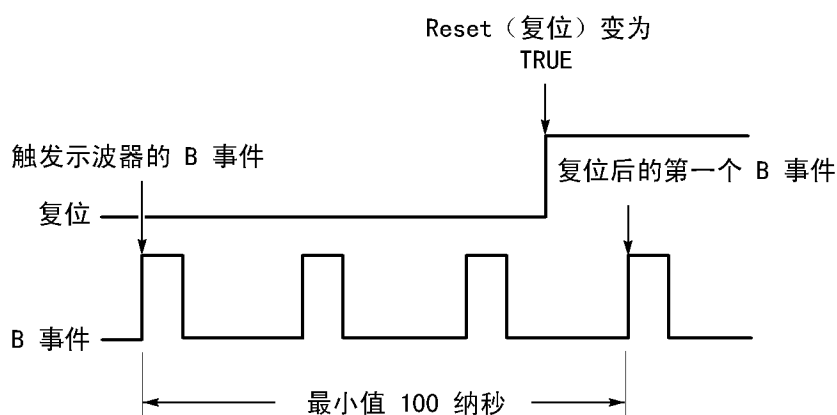 Reset（复位）变为
TRUE
触发示波器的 B 事件
复位后的第一个 B 事件
复位
B 事件
最小值 100 纳秒